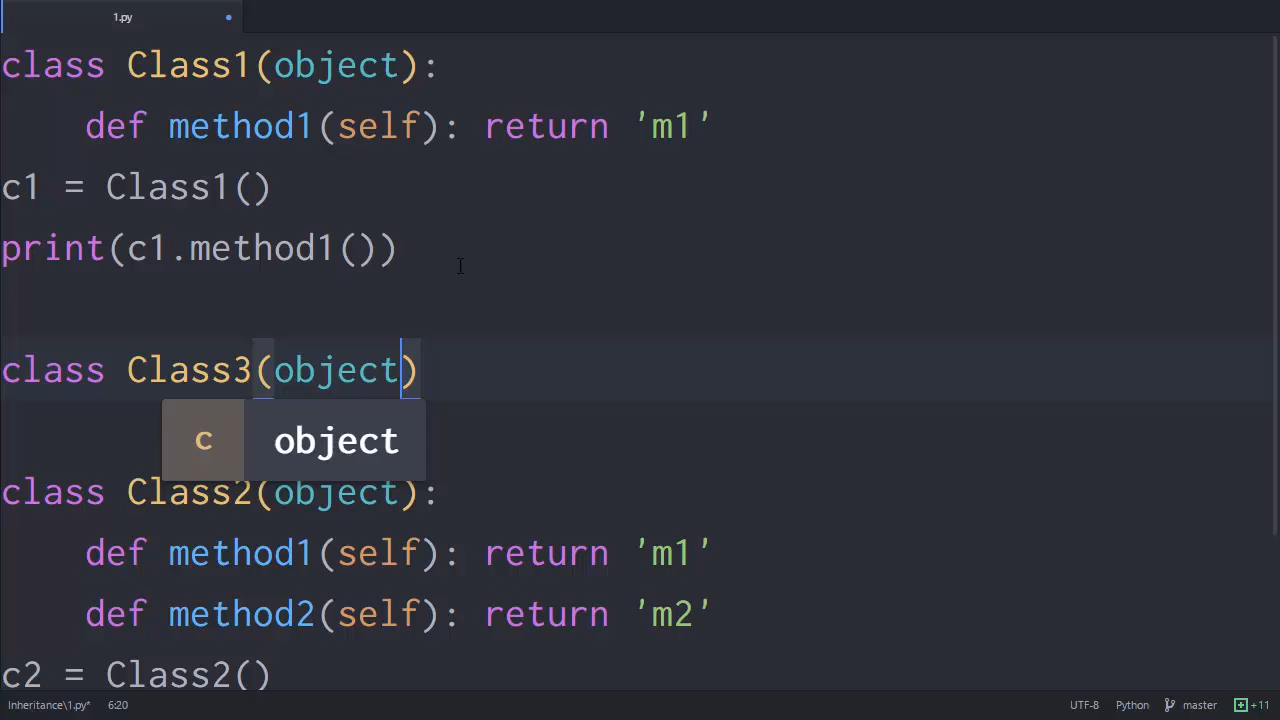 1.py
class Class1(object):
    def method1(self): return 'm1'
c1 = Class1()
print(c1.method1())
class Class3(object)
c object
class Class2(object):
    def method1(self): return 'm1'
    def method2(self): return 'm2'
c2 = Class2()
Inheritance\1.py* 6:20 UTF-8 Python master +11